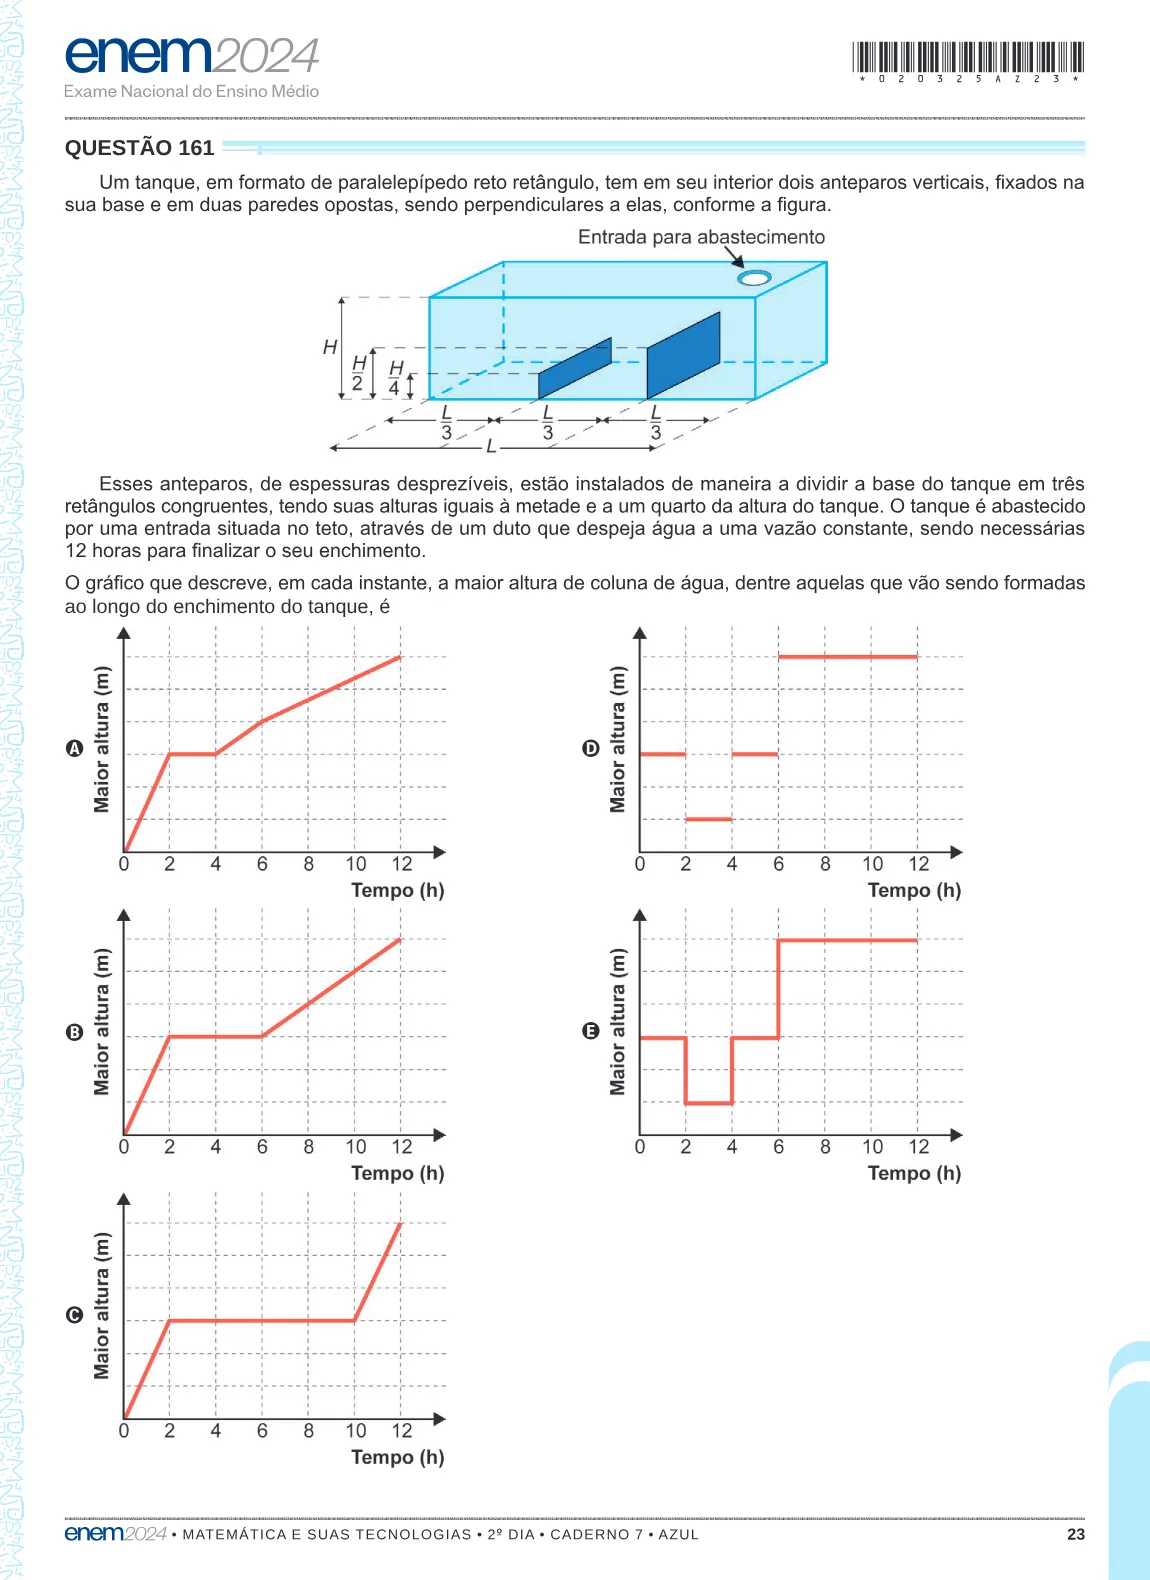 enem2024
Exame Nacional do Ensino Médio
*020325AZ23*
QUESTÃO 161
Um tanque, em formato de paralelepípedo reto retângulo, tem em seu interior dois anteparos verticais, fixados na
sua base e em duas paredes opostas, sendo perpendiculares a elas, conforme a figura.
Entrada para abastecimento
H
H/2
H/4
L/3 L/3 L/3
L
Esses anteparos, de espessuras desprezíveis, estão instalados de maneira a dividir a base do tanque em três
retângulos congruentes, tendo suas alturas iguais à metade e a um quarto da altura do tanque. O tanque é abastecido
por uma entrada situada no teto, através de um duto que despeja água a uma vazão constante, sendo necessárias
12 horas para finalizar o seu enchimento.
O gráfico que descreve, em cada instante, a maior altura de coluna de água, dentre aquelas que vão sendo formadas
ao longo do enchimento do tanque, é
A
Maior altura (m)
0 2 4 6 8 10 12
Tempo (h)
B
Maior altura (m)
0 2 4 6 8 10 12
Tempo (h)
C
Maior altura (m)
0 2 4 6 8 10 12
Tempo (h)
D
Maior altura (m)
0 2 4 6 8 10 12
Tempo (h)
E
Maior altura (m)
0 2 4 6 8 10 12
Tempo (h)
enem2024 • MATEMÁTICA E SUAS TECNOLOGIAS • 2º DIA • CADERNO 7 • AZUL
23